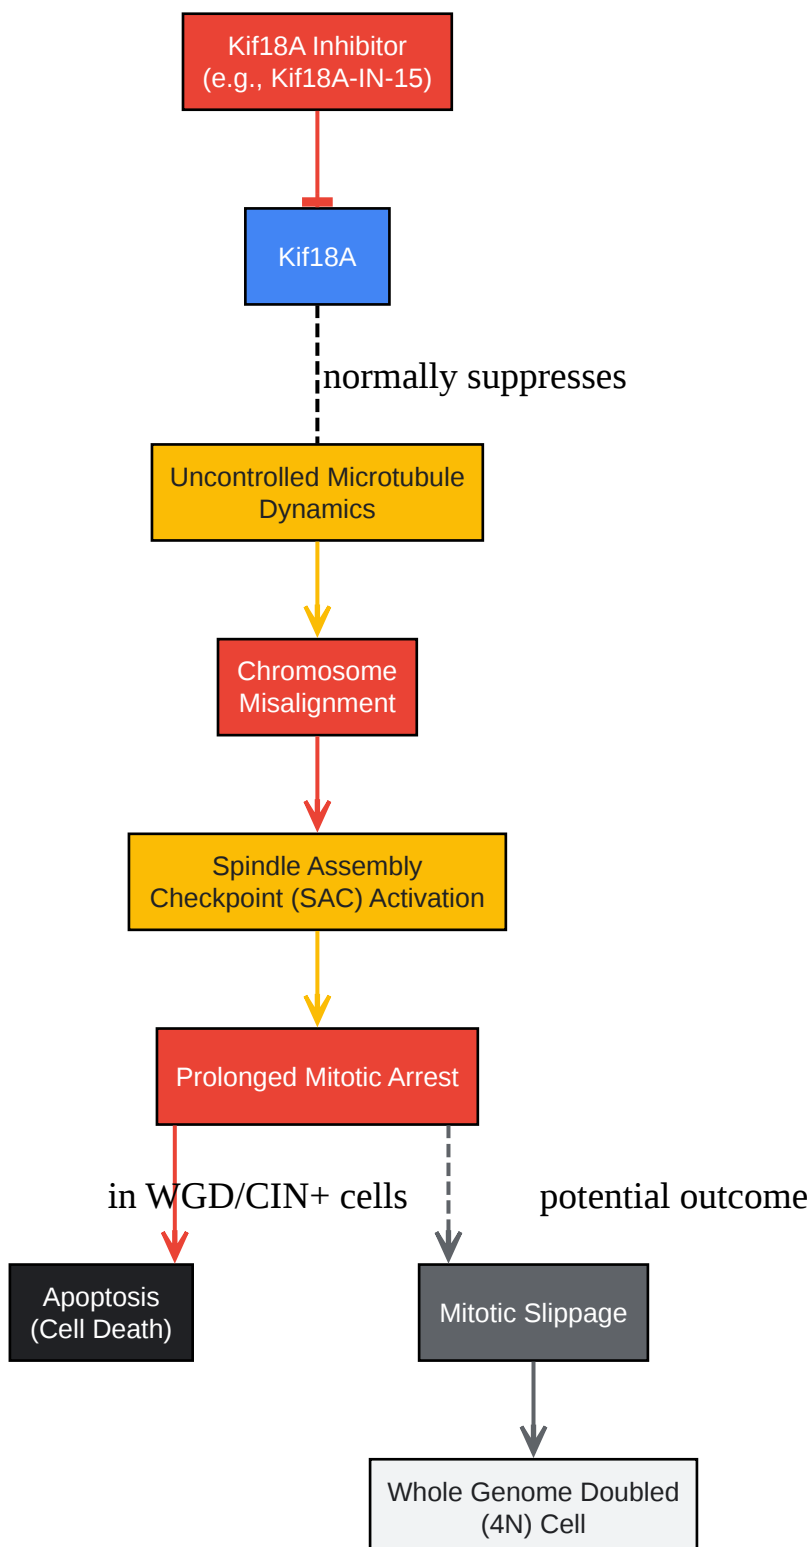 Kif18A Inhibitor
(e.g., Kif18A-IN-15)
Kif18A
normally suppresses
Uncontrolled Microtubule
Dynamics
Chromosome
Misalignment
Spindle Assembly
Checkpoint (SAC) Activation
Prolonged Mitotic Arrest
in WGD/CIN+ cells
potential outcome
Apoptosis
(Cell Death)
Mitotic Slippage
Whole Genome Doubled
(4N) Cell